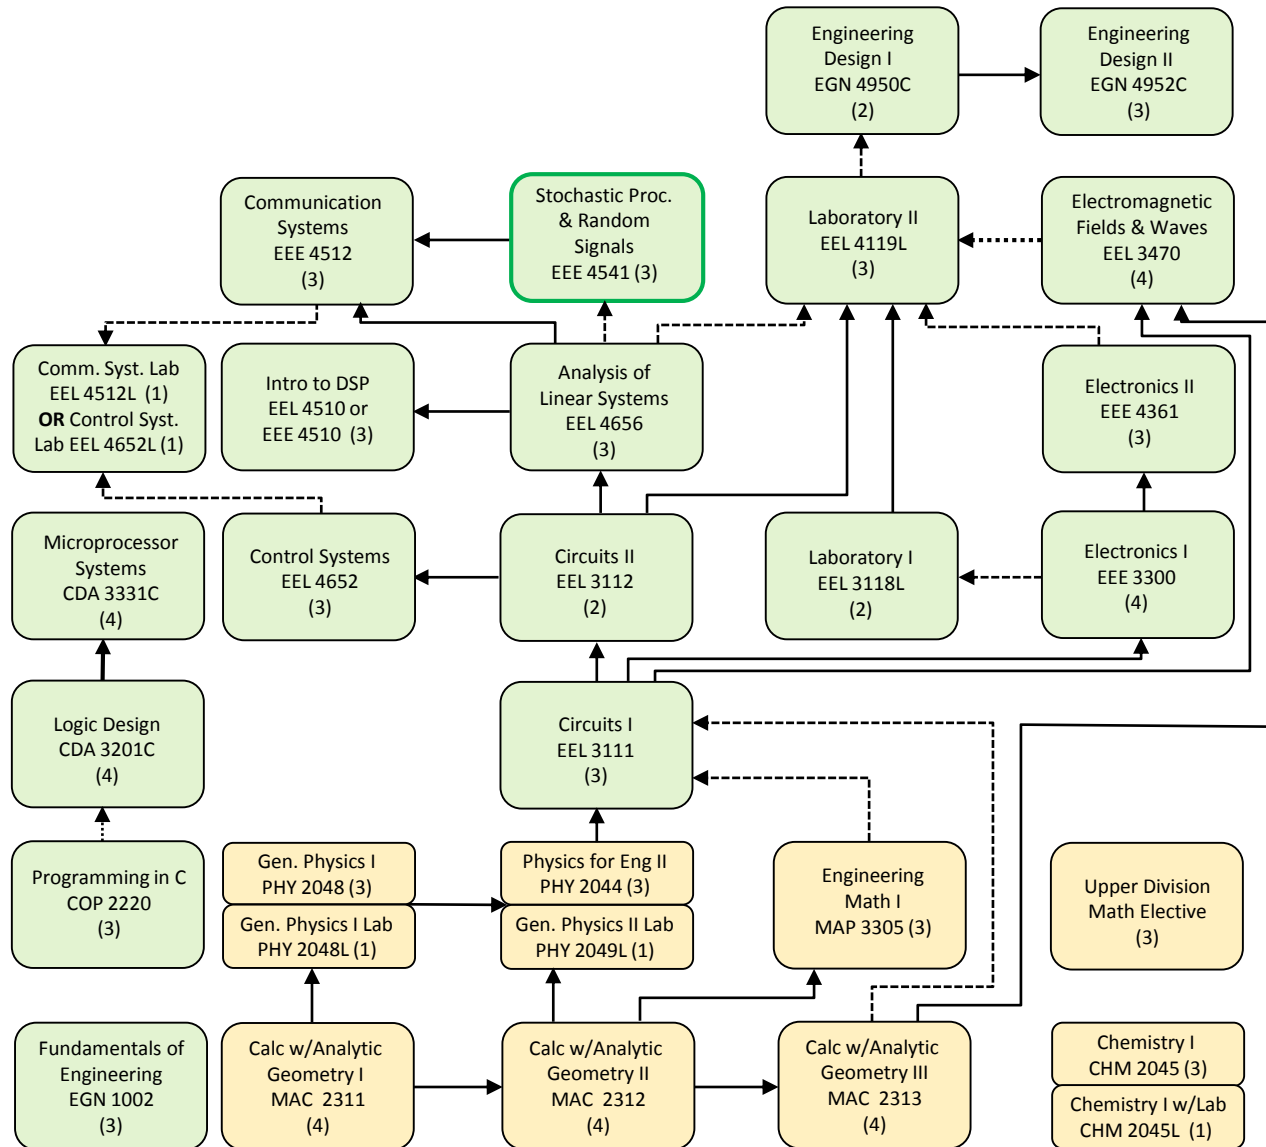 Engineering
Design I
EGN 4950C
(2)
Engineering
Design II
EGN 4952C
(3)
Communication
Systems
EEE 4512
(3)
Stochastic Proc.
& Random
Signals
EEE 4541 (3)
Laboratory II
EEL 4119L
(3)
Electromagnetic
Fields & Waves
EEL 3470
(4)
Comm. Syst. Lab
EEL 4512L (1)
OR Control Syst.
Lab EEL 4652L (1)
Intro to DSP
EEL 4510 or
EEE 4510 (3)
Analysis of
Linear Systems
EEL 4656
(3)
Electronics II
EEE 4361
(3)
Microprocessor
Systems
CDA 3331C
(4)
Control Systems
EEL 4652
(3)
Circuits II
EEL 3112
(2)
Laboratory I
EEL 3118L
(2)
Electronics I
EEE 3300
(4)
Logic Design
CDA 3201C
(4)
Circuits I
EEL 3111
(3)
Programming in C
COP 2220
(3)
Gen. Physics I
PHY 2048 (3)
Gen. Physics I Lab
PHY 2048L (1)
Physics for Eng II
PHY 2044 (3)
Gen. Physics II Lab
PHY 2049L (1)
Engineering
Math I
MAP 3305 (3)
Upper Division
Math Elective
(3)
Fundamentals of
Engineering
EGN 1002
(3)
Calc w/Analytic
Geometry I
MAC 2311
(4)
Calc w/Analytic
Geometry II
MAC 2312
(4)
Calc w/Analytic
Geometry III
MAC 2313
(4)
Chemistry I
CHM 2045 (3)
Chemistry I w/Lab
CHM 2045L (1)